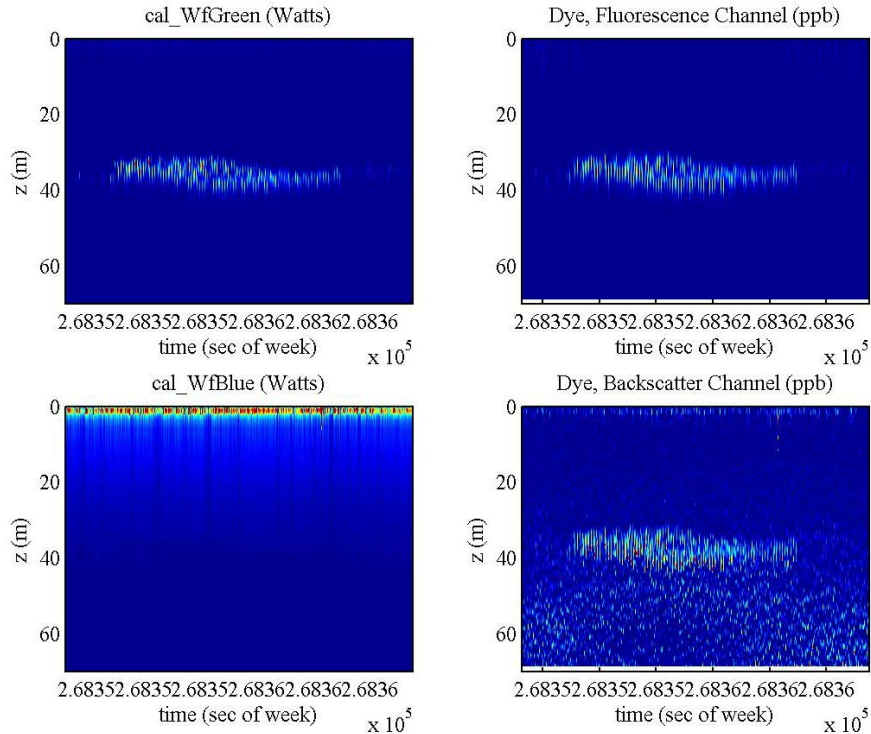 cal_WfGreen (Watts)
0
20
40
60
z (m)
2.68352.68352.68352.68362.68362.6836
time (sec of week)
x 10^5
Dye, Fluorescence Channel (ppb)
0
20
40
60
z (m)
2.68352.68352.68352.68362.68362.6836
time (sec of week)
x 10^5
cal_WfBlue (Watts)
0
20
40
60
z (m)
2.68352.68352.68352.68362.68362.6836
time (sec of week)
x 10^5
Dye, Backscatter Channel (ppb)
0
20
40
60
z (m)
2.68352.68352.68352.68362.68362.6836
time (sec of week)
x 10^5